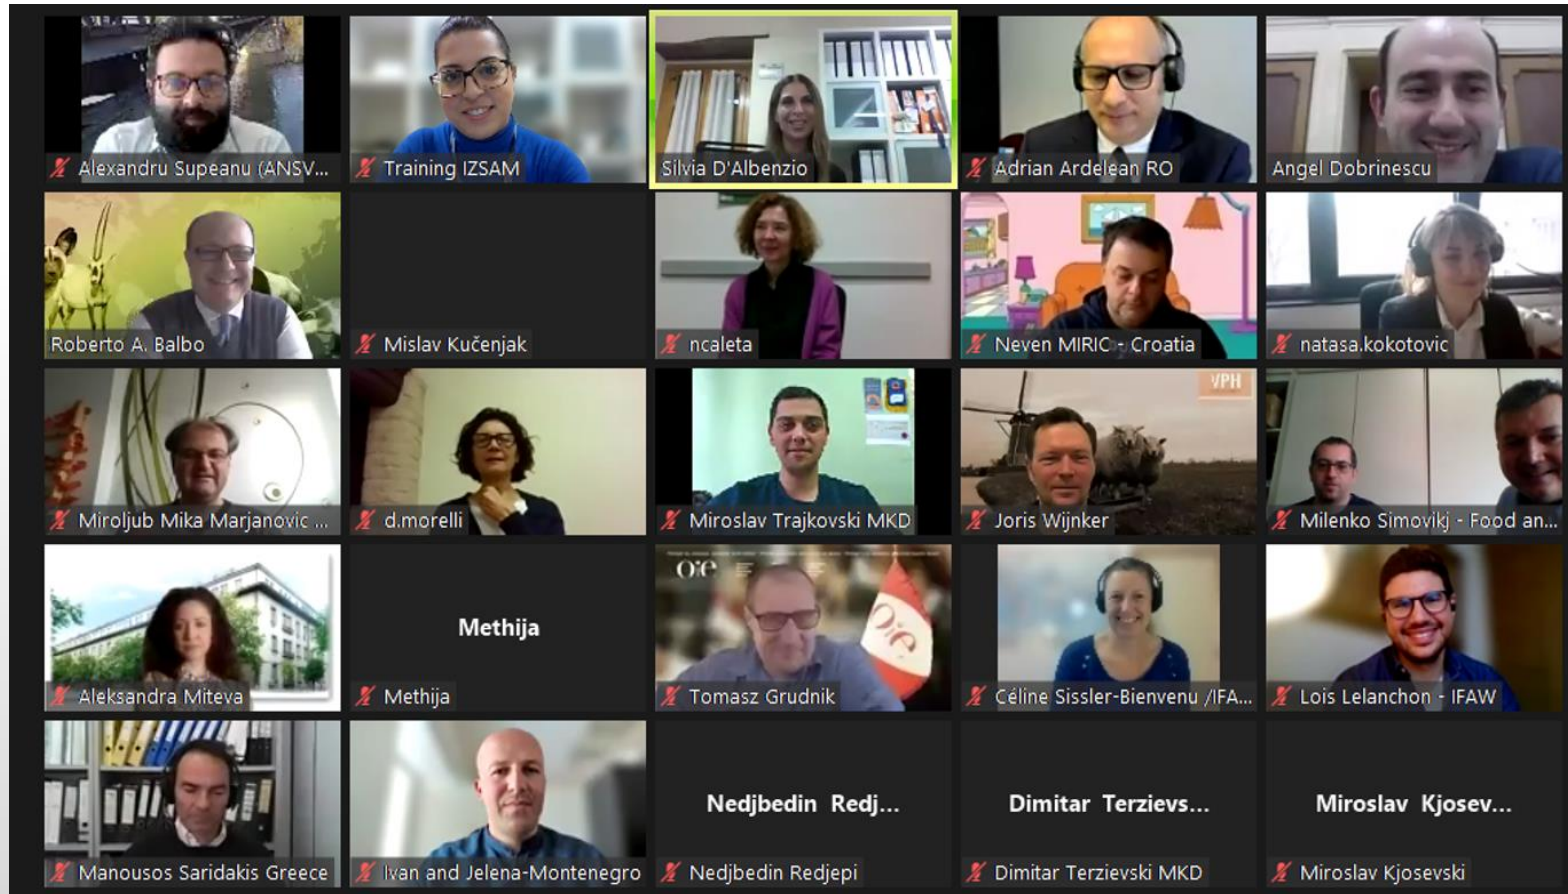 Alexandru Supeanu (ANSV...
Training IZSAM
Silvia D'Albenzio
Adrian Ardelean RO
Angel Dobrinescu
Roberto A. Balbo
Mislav Kučenjak
ncaleta
Neven MIRIC - Croatia
natasa.kokotovic
VPH
Miroljub Mika Marjanovic ...
d.morelli
Miroslav Trajkovski MKD
Joris Wijnker
Milenko Simovikj - Food an...
Oie
Oie
Methija
Aleksandra Miteva
Methija
Tomasz Grudnik
Céline Sissler-Bienvenu /IFA...
Lois Lelanchon - IFAW
Nedjbedin Redj...
Dimitar Terzievs...
Miroslav Kjosev...
Manousos Saridakis Greece
Ivan and Jelena-Montenegro
Nedjbedin Redjepi
Dimitar Terzievski MKD
Miroslav Kjosevski